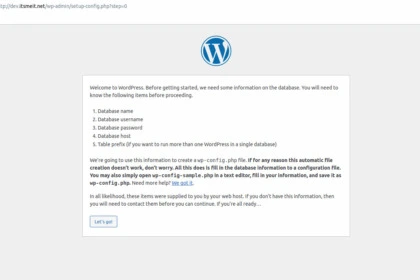 tp://dev.itsmeit.net/wp-admin/setup-config.php?step=0
Welcome to WordPress. Before getting started, we need some information on the database. You will need to
know the following items before proceeding.
1. Database name
2. Database username
3. Database password
4. Database host
5. Table prefix (if you want to run more than one WordPress in a single database)
We're going to use this information to create a wp-config.php file. If for any reason this automatic file
creation doesn't work, don't worry. All this does is fill in the database information to a configuration file.
You may also simply open wp-config-sample.php in a text editor, fill in your information, and save it as
wp-config.php. Need more help? We got it.
In all likelihood, these items were supplied to you by your web host. If you don't have this information, then
you will need to contact them before you can continue. If you're all ready…
Let's go!